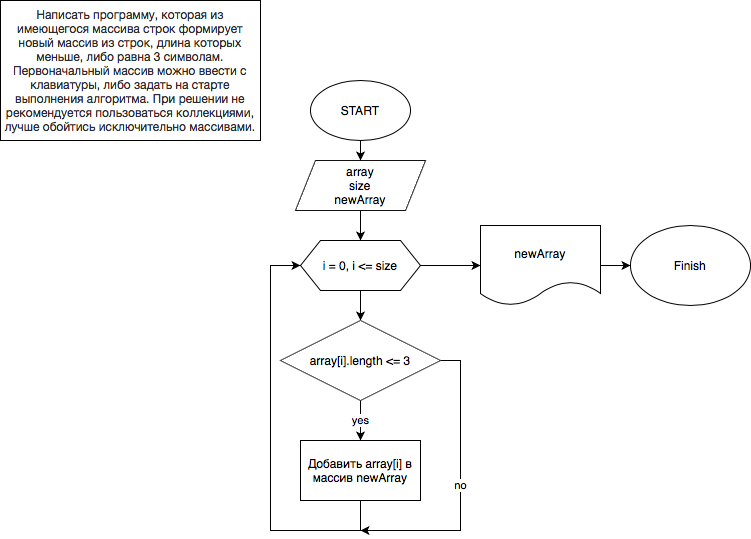 Написать программу, которая из
имеющегося массива строк формирует
новый массив из строк, длина которых
меньше, либо равна 3 символам.
Первоначальный массив можно ввести с
клавиатуры, либо задать на старте
выполнения алгоритма. При решении не
рекомендуется пользоваться коллекциями,
лучше обойтись исключительно массивами.
START
array
size
newArray
i = 0, i <= size
newArray
Finish
array[i].length <= 3
yes
Добавить array[i] в
массив newArray
no